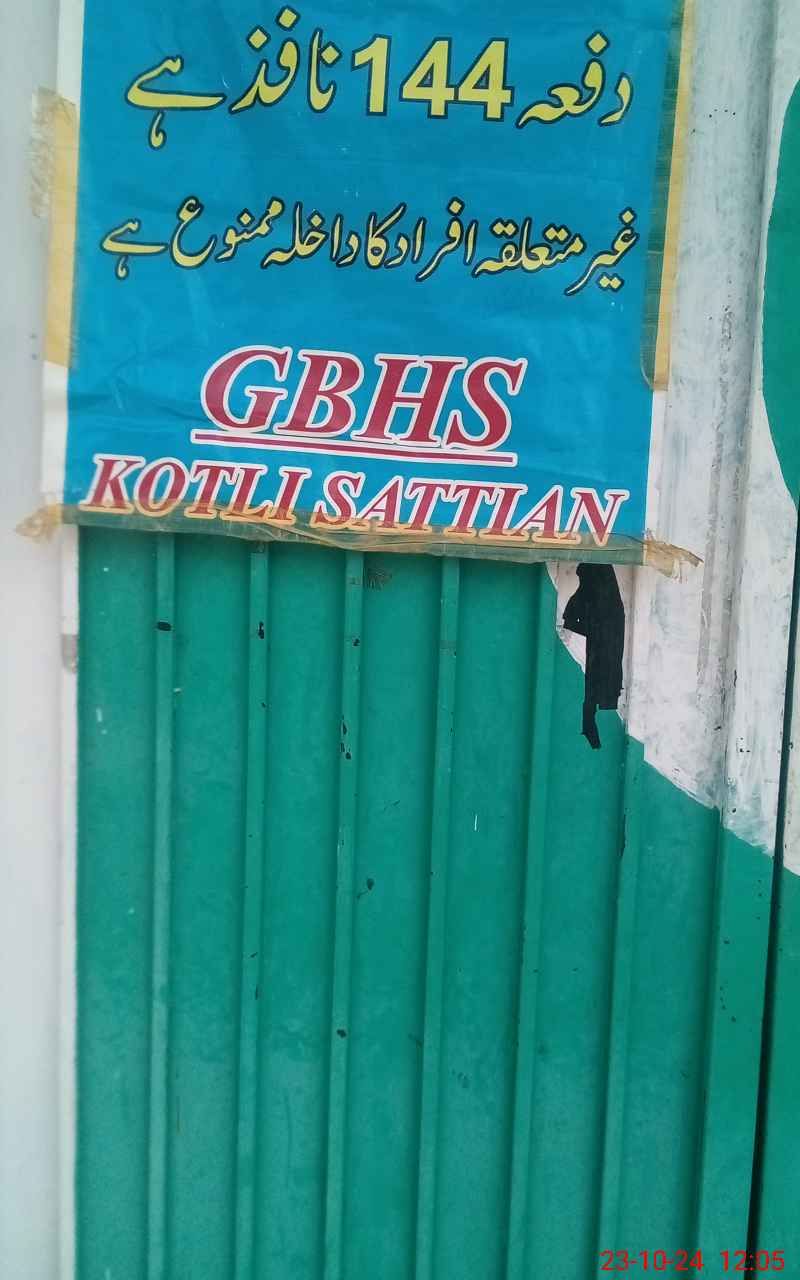 دفعہ 144 نافذ ہے
غیر متعلقہ افراد کا داخلہ ممنوع ہے
GBHS
KOTLI SATTIAN
23-10-24 12:05